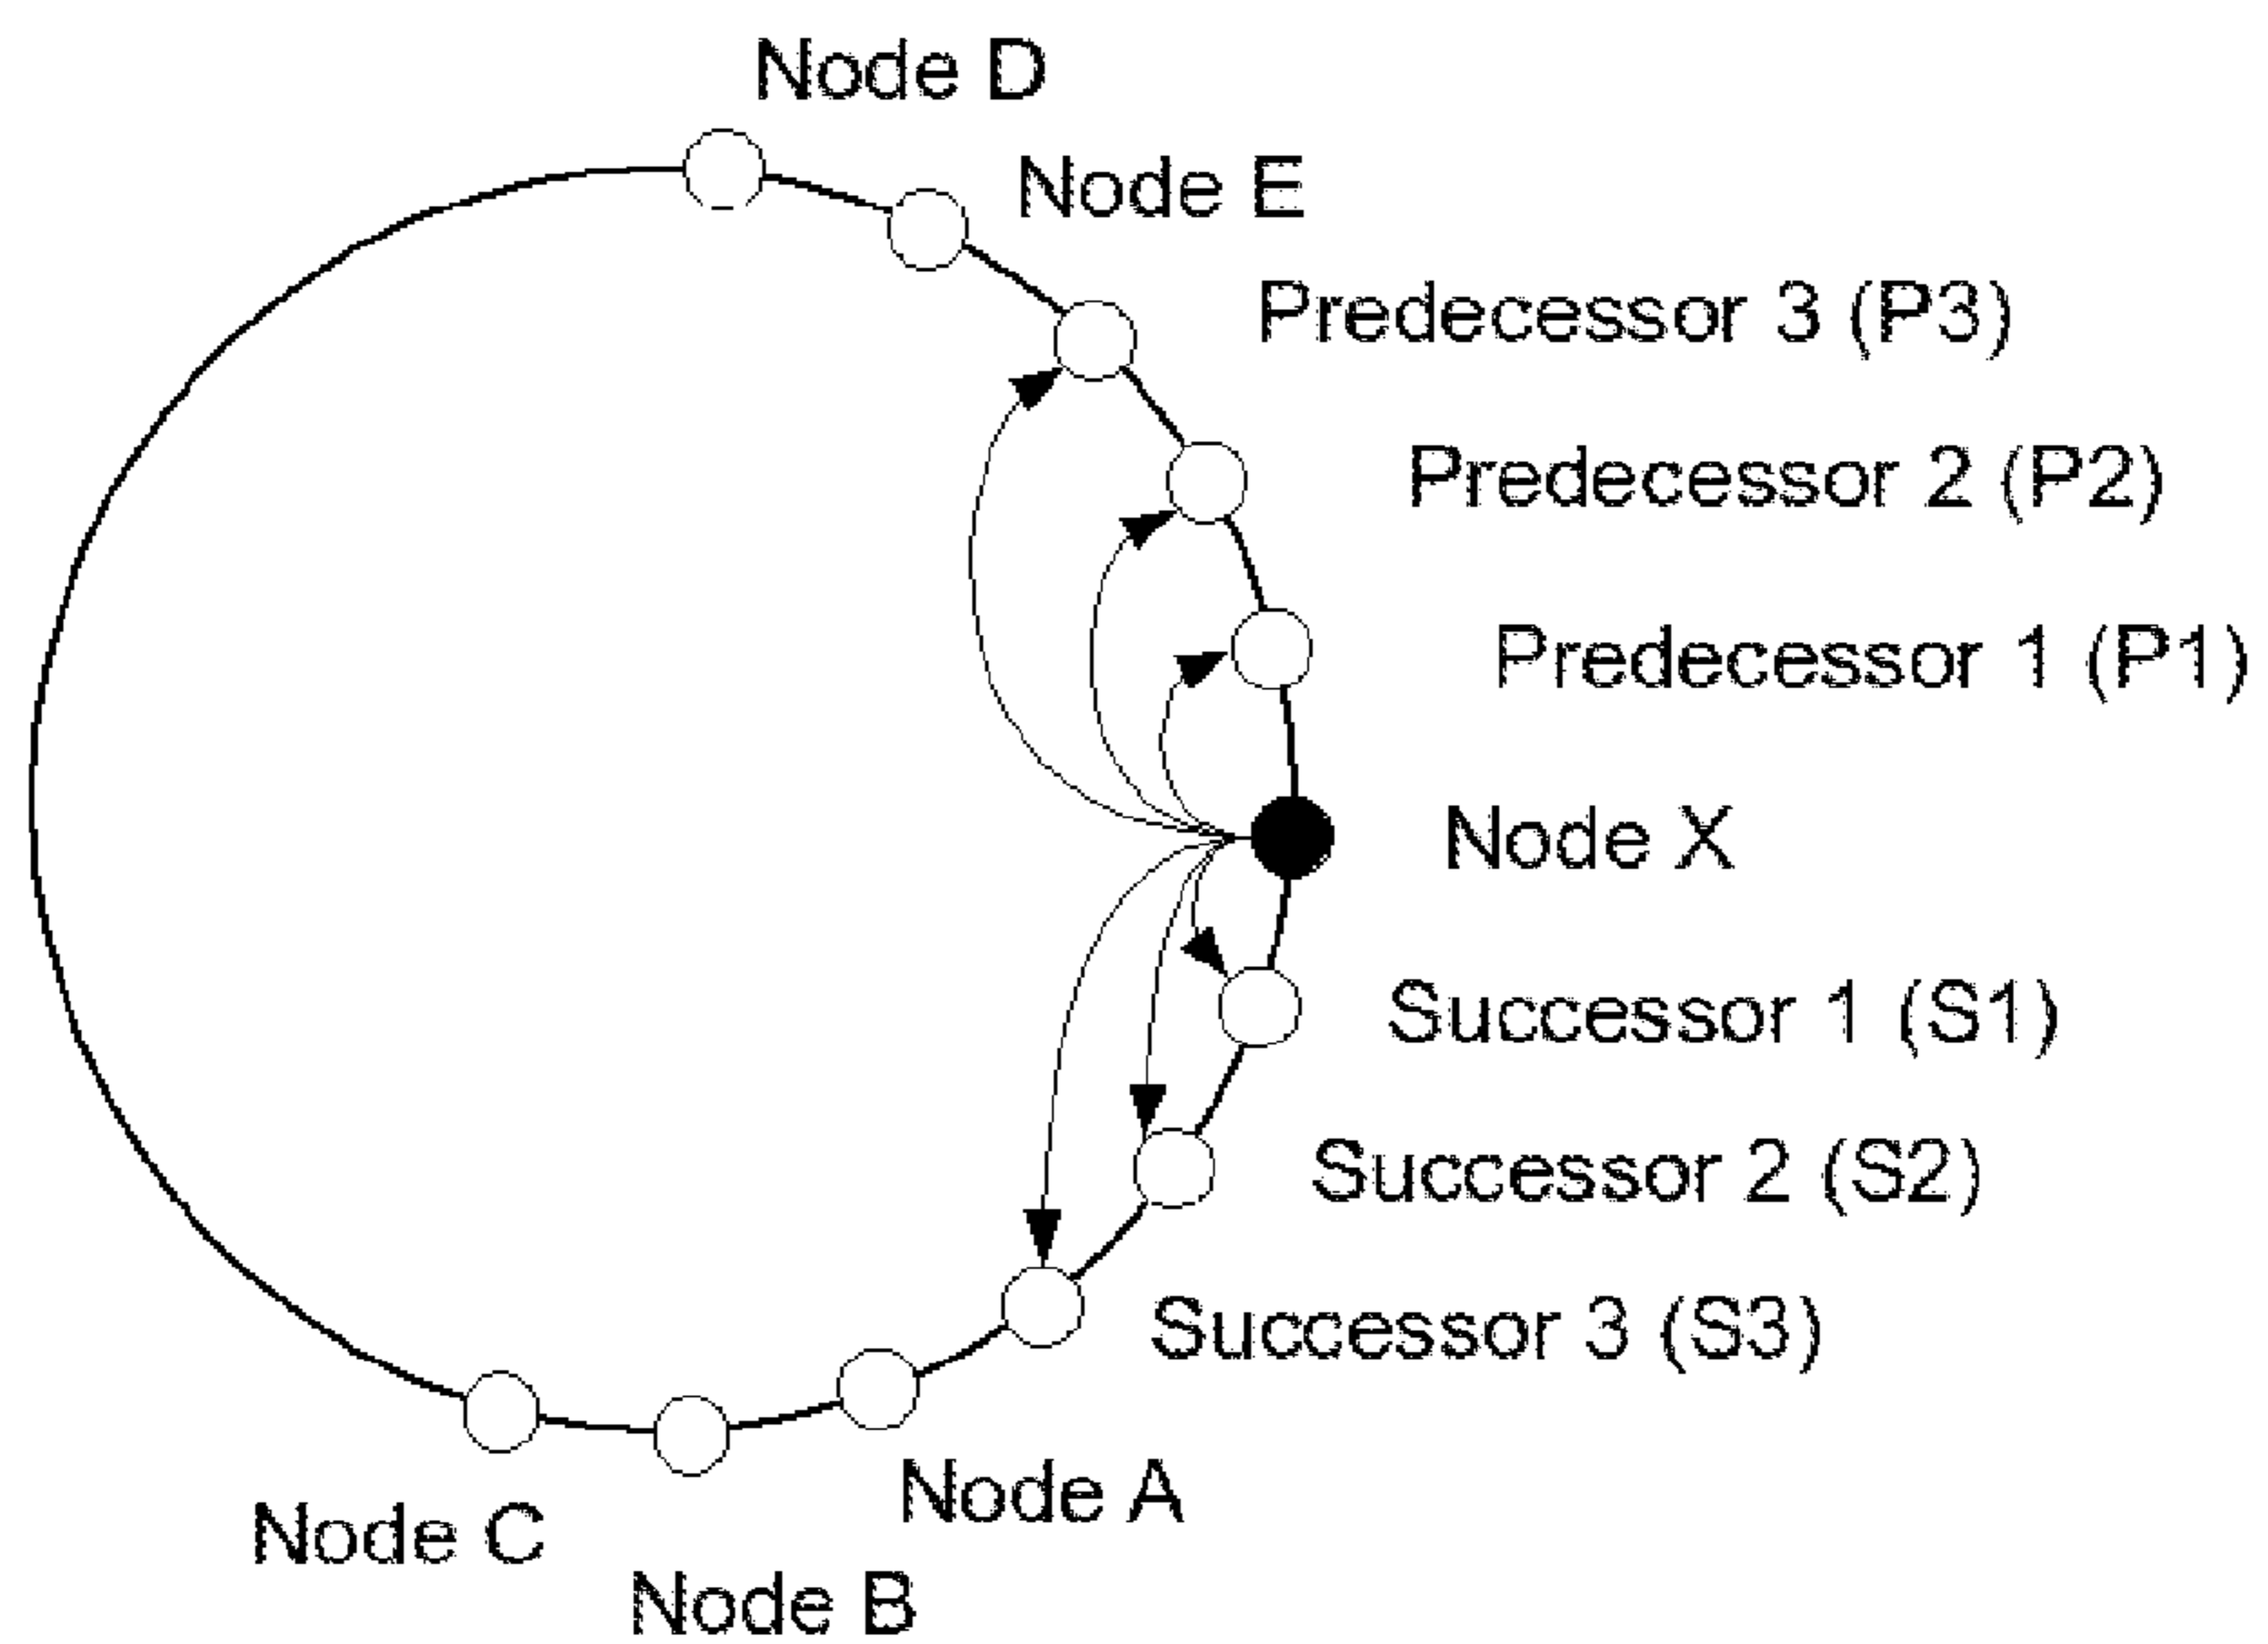 Node D
Node E
Predecessor 3 (P3)
Predecessor 2 (P2)
Predecessor 1 (P1)
Node X
Successor 1 (S1)
Successor 2 (S2)
Successor 3 (S3)
Node A
Node C
Node B